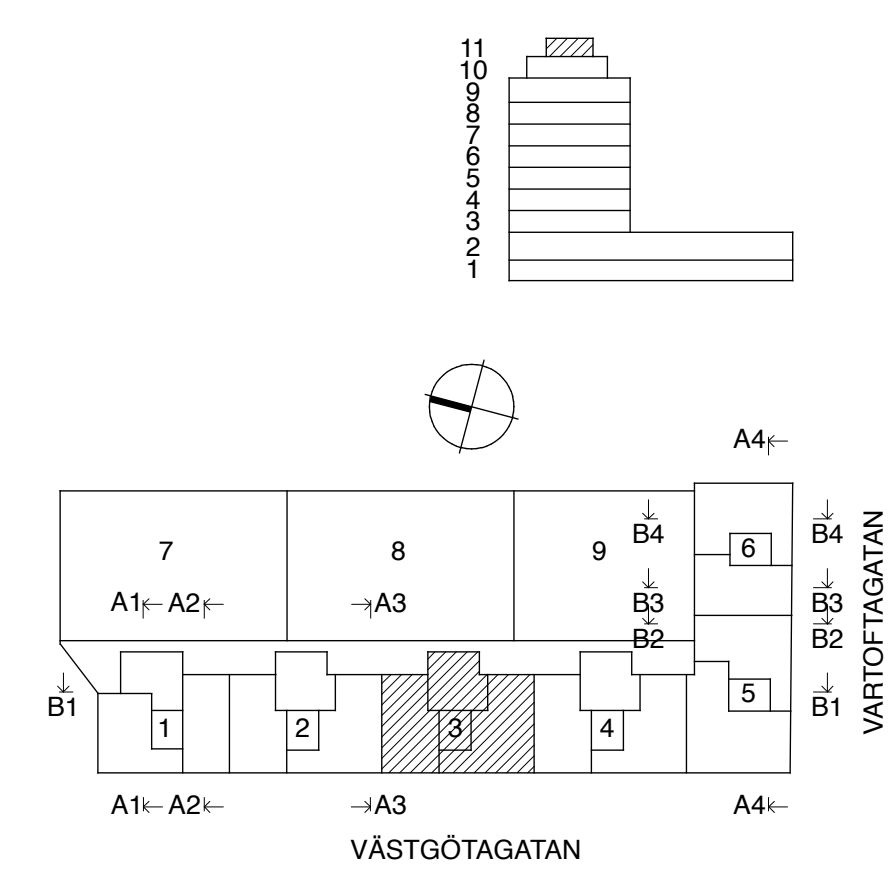 11
10
9
8
7
6
5
4
3
2
1
A4
7
8
9
B4
6
B4
A1 A2 A3
B3
B3
B2
B2
B1
1
2
3
4
5
B1
A1 A2 A3 A4
VÄSTGÖTAGATAN
VARTOFTAGATAN